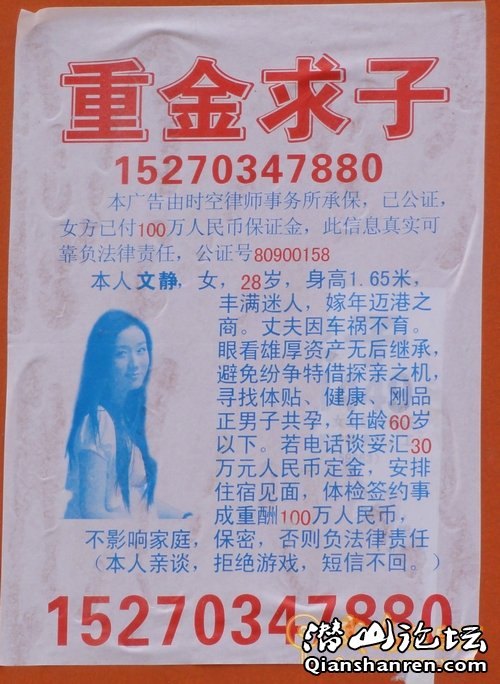 重金求子
15270347880
本广告由时空律师事务所承保，已公证，
女方已付100万人民币保证金，此信息真实可
靠负法律责任，公证号80900158
本人文静，女，28岁，身高1.65米，
丰满迷人，嫁年迈港之
商。丈夫因车祸不育。
眼看雄厚资产无后继承，
避免纷争特借探亲之机，
寻找体贴、健康、刚品
正男子共孕，年龄60岁
以下。若电话谈妥汇30
万元人民币定金，安排
住宿见面，体检签约事
成重酬100万人民币，
不影响家庭，保密，否则负法律责任
（本人亲谈，拒绝游戏，短信不回。）
15270347880
潜山论坛
Qianshanren.com